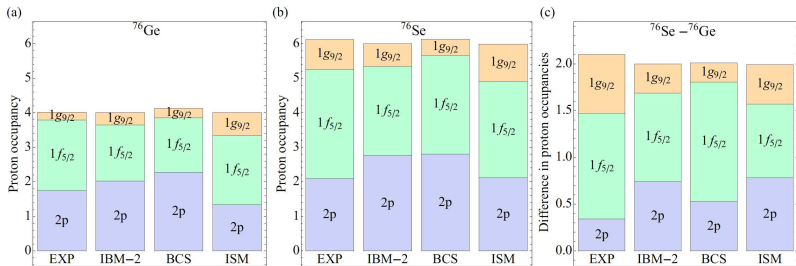 (a)
⁷⁶Ge
Proton occupancy
6
5
4
3
2
1
0
1g₉/₂
1f₅/₂
2p
1g₉/₂
1f₅/₂
2p
1g₉/₂
1f₅/₂
2p
1g₉/₂
1f₅/₂
2p
EXP IBM−2 BCS ISM
(b)
⁷⁶Se
Proton occupancy
6
5
4
3
2
1
0
1g₉/₂
1f₅/₂
2p
1g₉/₂
1f₅/₂
2p
1g₉/₂
1f₅/₂
2p
1g₉/₂
1f₅/₂
2p
EXP IBM−2 BCS ISM
(c)
⁷⁶Se −⁷⁶Ge
Difference in proton occupancies
2.0
1.5
1.0
0.5
0.0
1g₉/₂
1f₅/₂
2p
1g₉/₂
1f₅/₂
2p
1g₉/₂
1f₅/₂
2p
1g₉/₂
1f₅/₂
2p
EXP IBM−2 BCS ISM